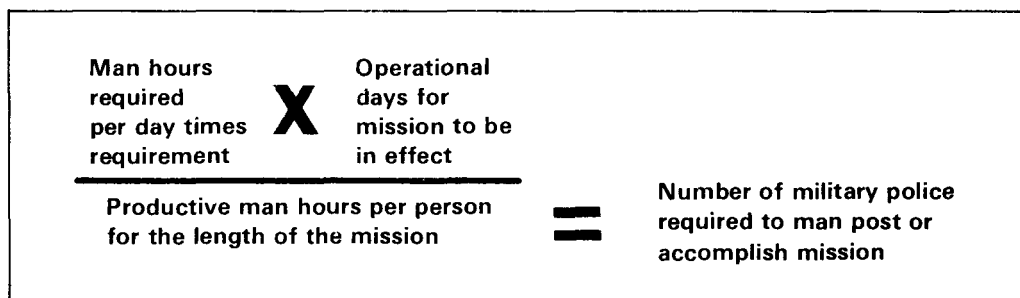 Man hours
required
per day times
requirement
X
Operational
days for
mission to be
in effect
Productive man hours per person
for the length of the mission
=
Number of military police
required to man post or
accomplish mission